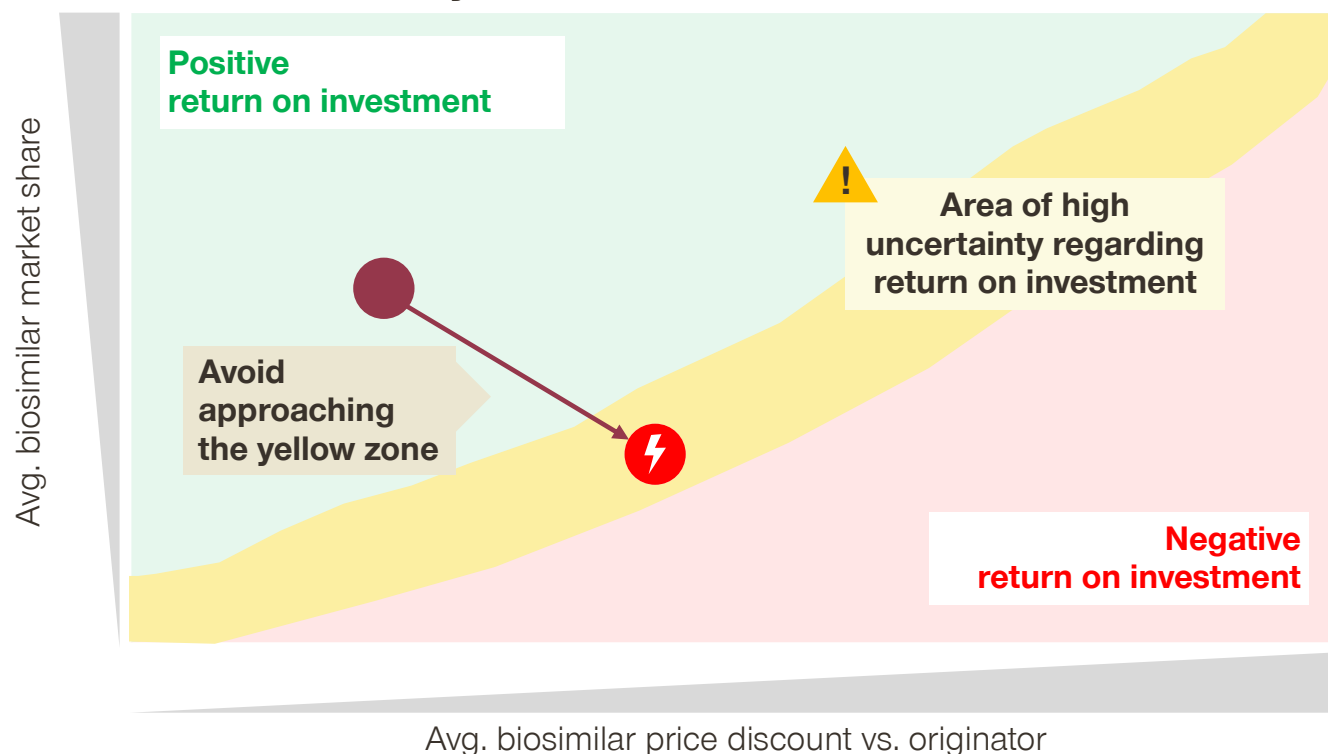 Positive
return on investment
!
Area of high
uncertainty regarding
return on investment
Avoid
approaching
the yellow zone
Negative
return on investment
Avg. biosimilar market share
Avg. biosimilar price discount vs. originator